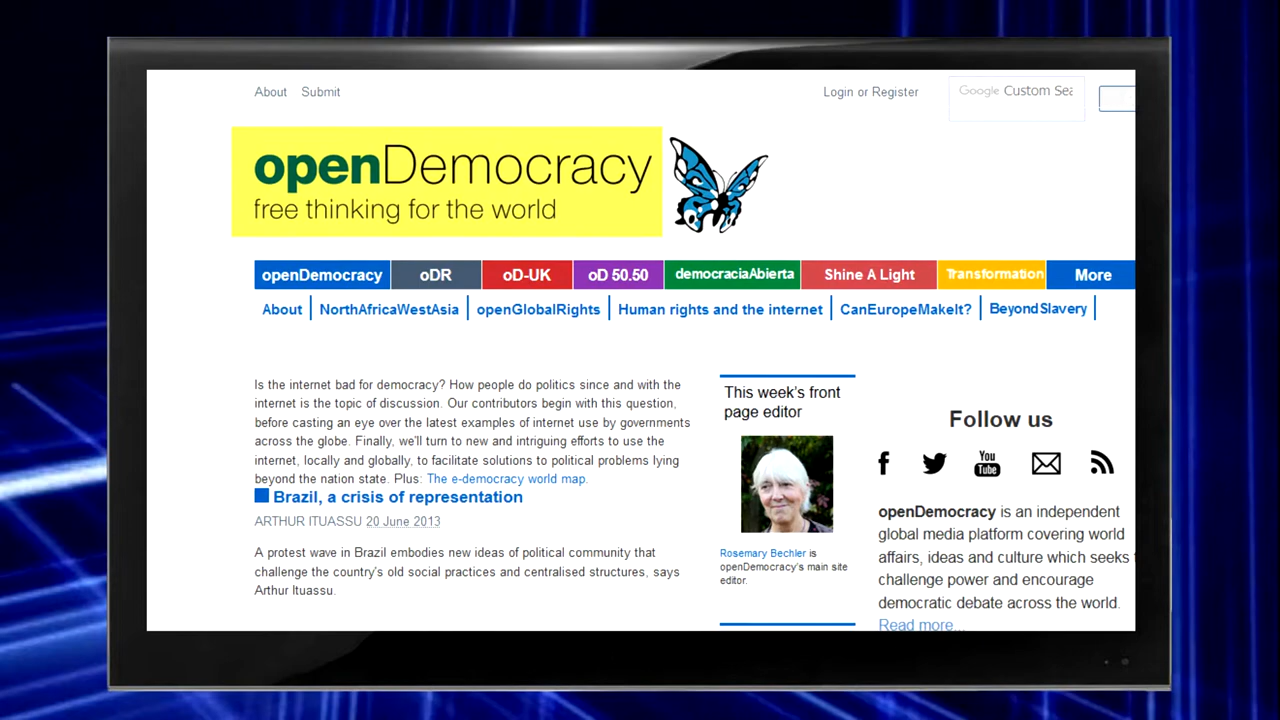 About Submit
Login or Register
Google Custom Sea
openDemocracy
free thinking for the world
openDemocracy oDR oD-UK oD 50.50 democraciaAbierta Shine A Light Transformation More
About NorthAfricaWestAsia openGlobalRights Human rights and the internet CanEuropeMakeIt? BeyondSlavery
Is the internet bad for democracy? How people do politics since and with the
internet is the topic of discussion. Our contributors begin with this question,
before casting an eye over the latest examples of internet use by governments
across the globe. Finally, we'll turn to new and intriguing efforts to use the
internet, locally and globally, to facilitate solutions to political problems lying
beyond the nation state. Plus: The e-democracy world map.
Brazil, a crisis of representation
ARTHUR ITUASSU 20 June 2013
A protest wave in Brazil embodies new ideas of political community that
challenge the country's old social practices and centralised structures, says
Arthur Ituassu.
This week's front
page editor
Rosemary Bechler is
openDemocracy's main site
editor.
Follow us
You
Tube
openDemocracy is an independent
global media platform covering world
affairs, ideas and culture which seeks t
challenge power and encourage
democratic debate across the world.
Read more...